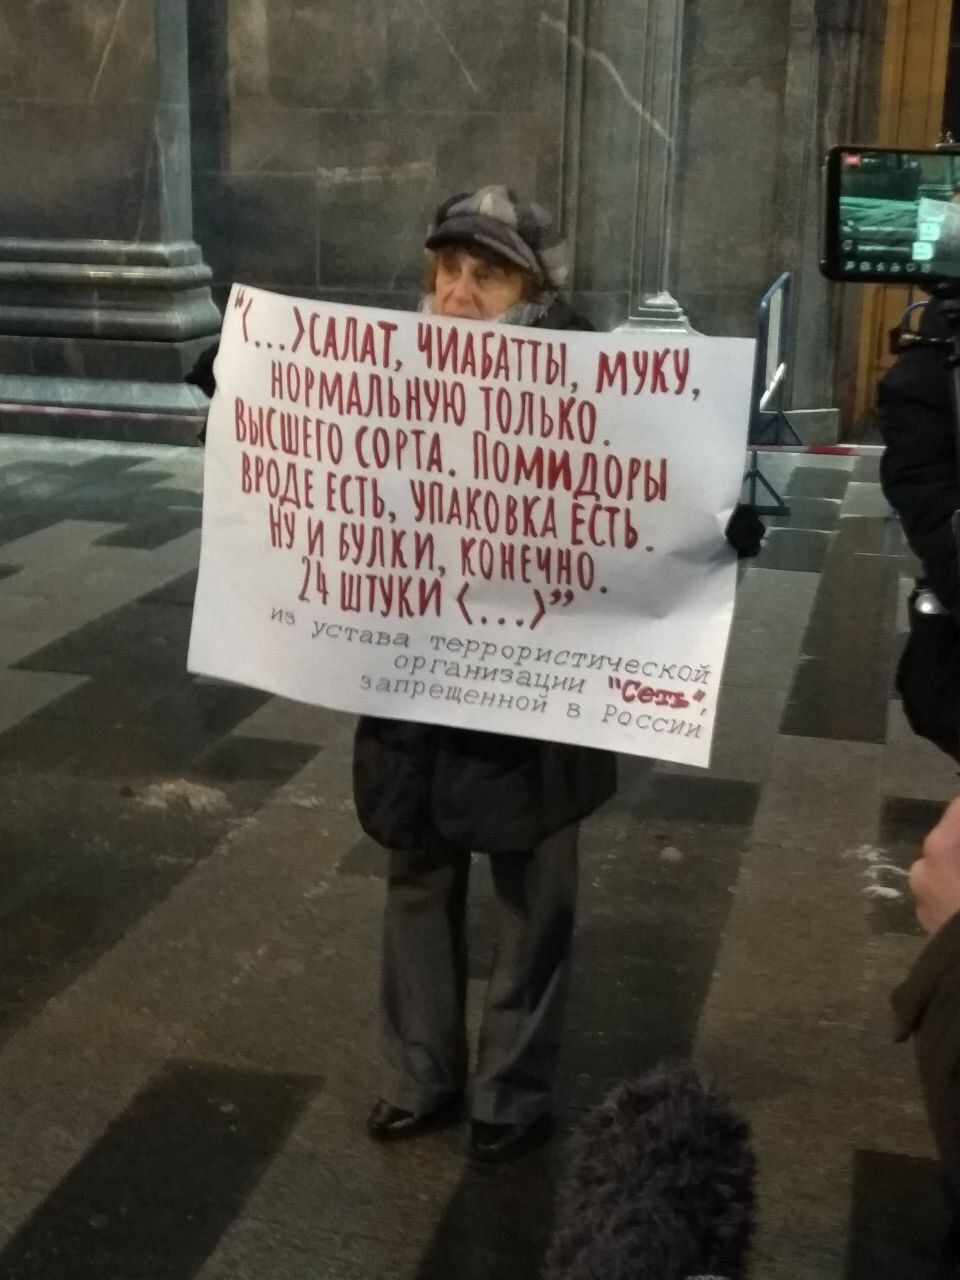 "<...>САЛАТ, ЧИАБАТТЫ, МУКУ,
НОРМАЛЬНУЮ ТОЛЬКО.
ВЫСШЕГО СОРТА. ПОМИДОРЫ
ВРОДЕ ЕСТЬ, УПАКОВКА ЕСТЬ.
НУ И БУЛКИ, КОНЕЧНО.
24 ШТУКИ <...>"
из устава террористической
организации "Сеть",
запрещенной в России